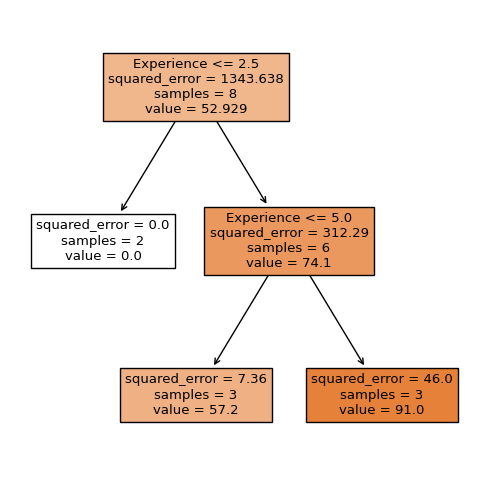 Experience <= 2.5
squared_error = 1343.638
samples = 8
value = 52.929
squared_error = 0.0
samples = 2
value = 0.0
Experience <= 5.0
squared_error = 312.29
samples = 6
value = 74.1
squared_error = 7.36
samples = 3
value = 57.2
squared_error = 46.0
samples = 3
value = 91.0